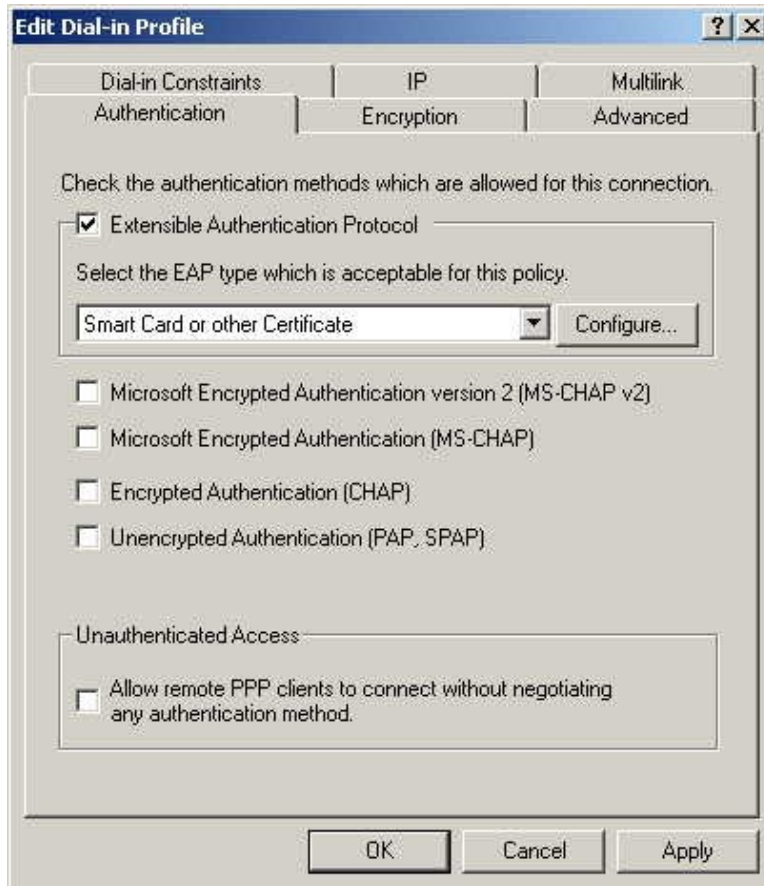 Edit Dial-in Profile
Dial-in Constraints IP Multilink
Authentication Encryption Advanced
Check the authentication methods which are allowed for this connection.
Extensible Authentication Protocol
Select the EAP type which is acceptable for this policy.
Smart Card or other Certificate Configure...
Microsoft Encrypted Authentication version 2 (MS-CHAP v2)
Microsoft Encrypted Authentication (MS-CHAP)
Encrypted Authentication (CHAP)
Unencrypted Authentication (PAP, SPAP)
Unauthenticated Access
Allow remote PPP clients to connect without negotiating
any authentication method.
OK Cancel Apply